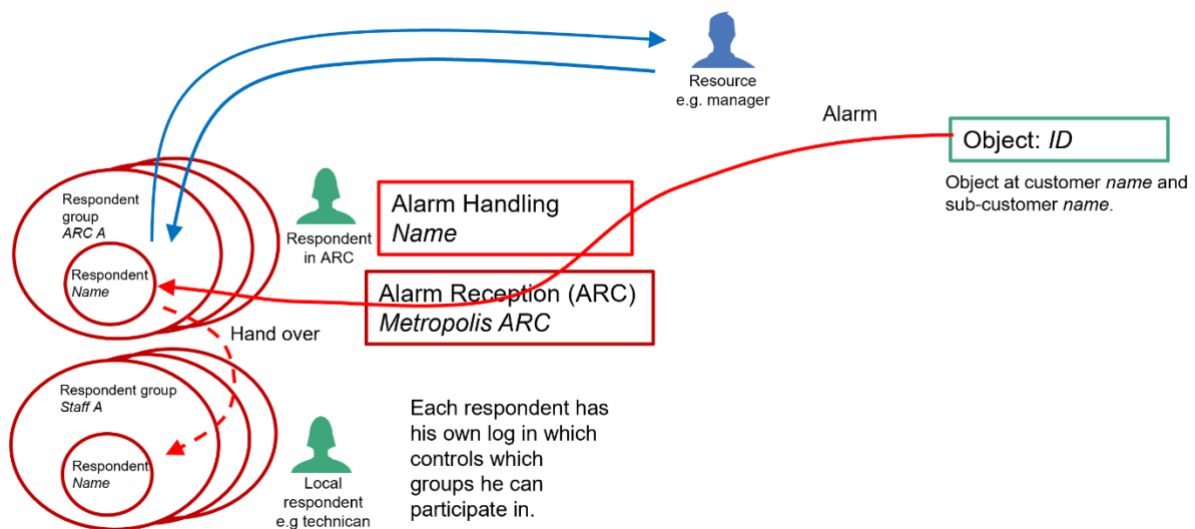 Resource
e.g. manager
Alarm
Object: ID
Object at customer name and
sub-customer name.
Respondent
group
ARC A
Respondent
Name
Respondent
in ARC
Alarm Handling
Name
Alarm Reception (ARC)
Metropolis ARC
Hand over
Respondent group
Staff A
Respondent
Name
Local
respondent
e.g technican
Each respondent has
his own log in which
controls which
groups he can
participate in.